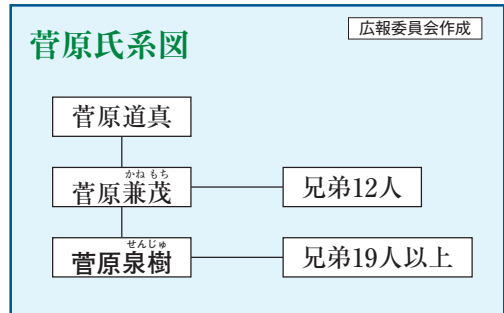 広報委員会作成
菅原氏系図
菅原道真
かねもち
菅原兼茂
兄弟12人
せんじゅ
菅原泉樹
兄弟19人以上